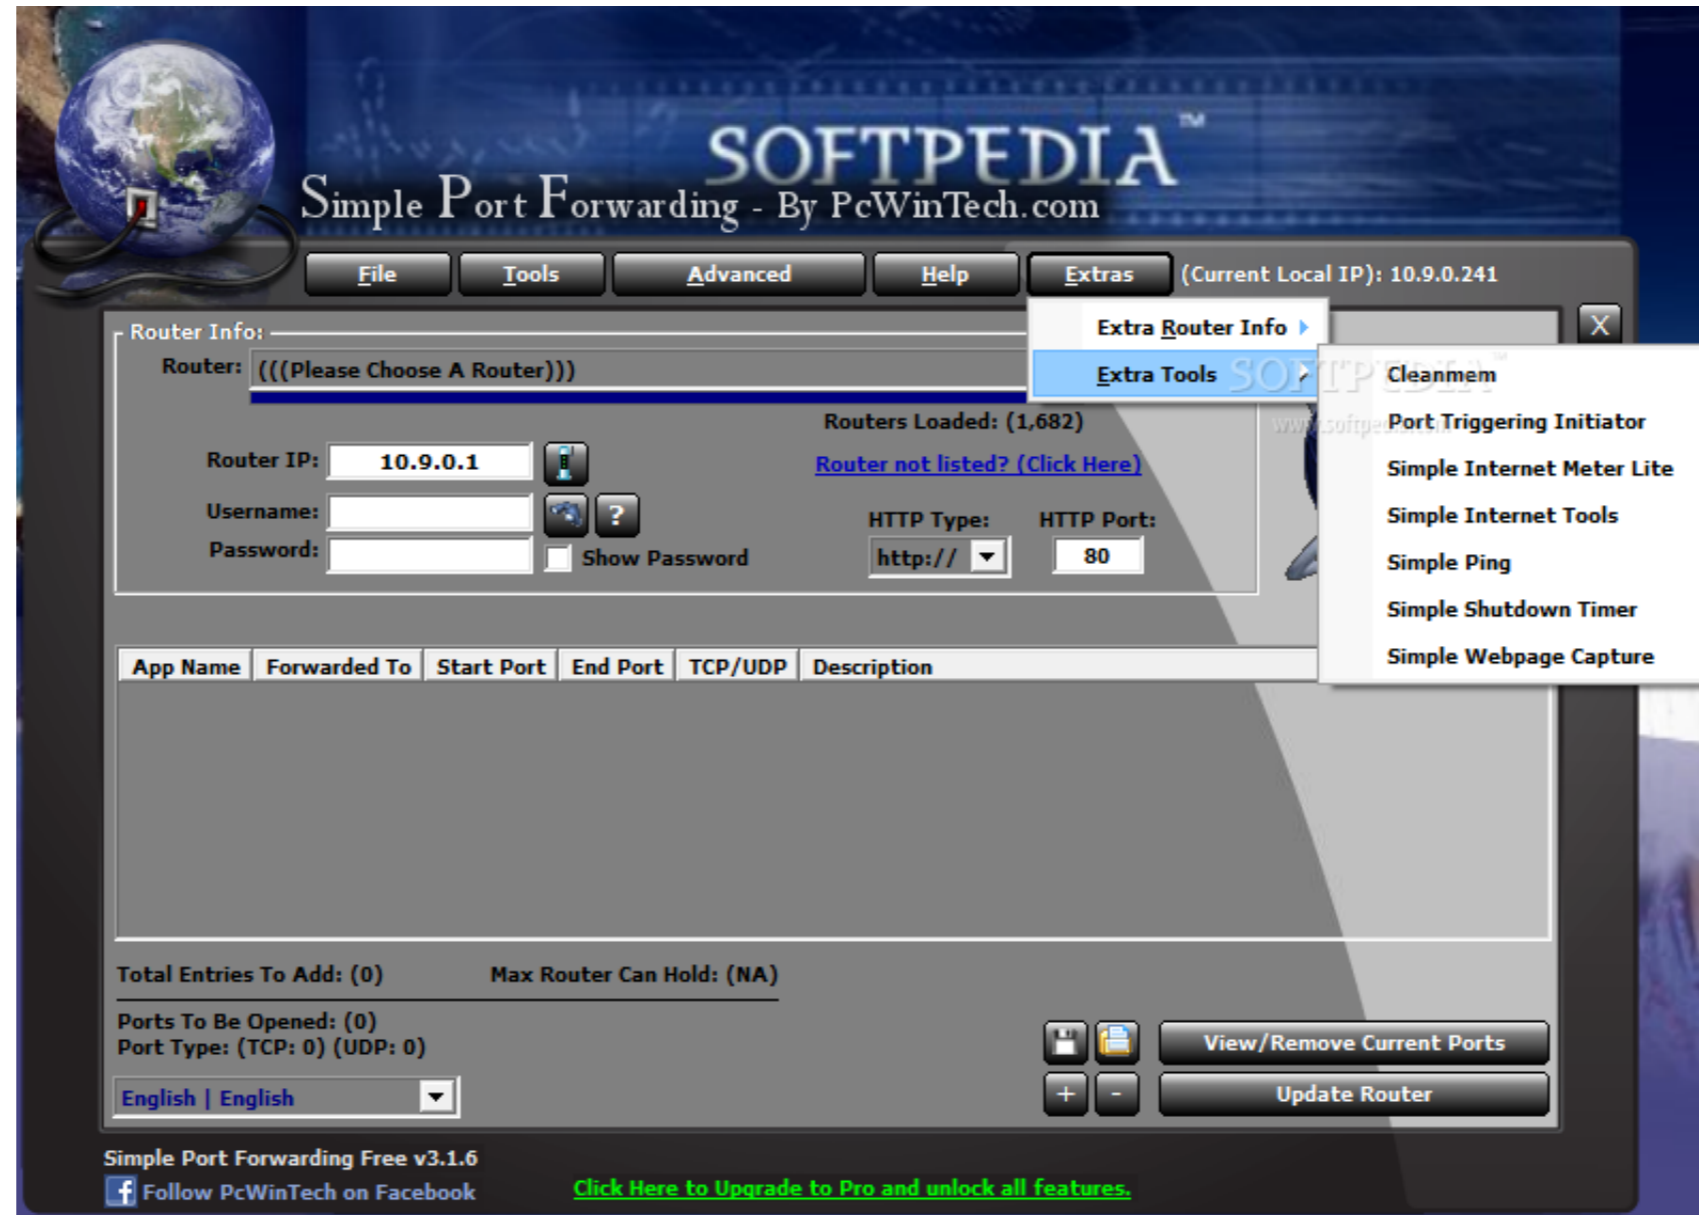 SOFTPEDIA™
Simple Port Forwarding - By PcWinTech.com
File Tools Advanced Help Extras (Current Local IP): 10.9.0.241
X
Extra Router Info
Extra Tools
SOFTPEDIA™
www.softpedia.com
Cleanmem
Port Triggering Initiator
Simple Internet Meter Lite
Simple Internet Tools
Simple Ping
Simple Shutdown Timer
Simple Webpage Capture
Router Info:
Router: (((Please Choose A Router)))
Routers Loaded: (1,682)
Router IP: 10.9.0.1
Router not listed? (Click Here)
Username: ?
HTTP Type: HTTP Port:
Password: Show Password
http:// 80
App Name Forwarded To Start Port End Port TCP/UDP Description
Total Entries To Add: (0) Max Router Can Hold: (NA)
Ports To Be Opened: (0)
Port Type: (TCP: 0) (UDP: 0)
View/Remove Current Ports
English | English
+ - Update Router
Simple Port Forwarding Free v3.1.6
f Follow PcWinTech on Facebook
Click Here to Upgrade to Pro and unlock all features.